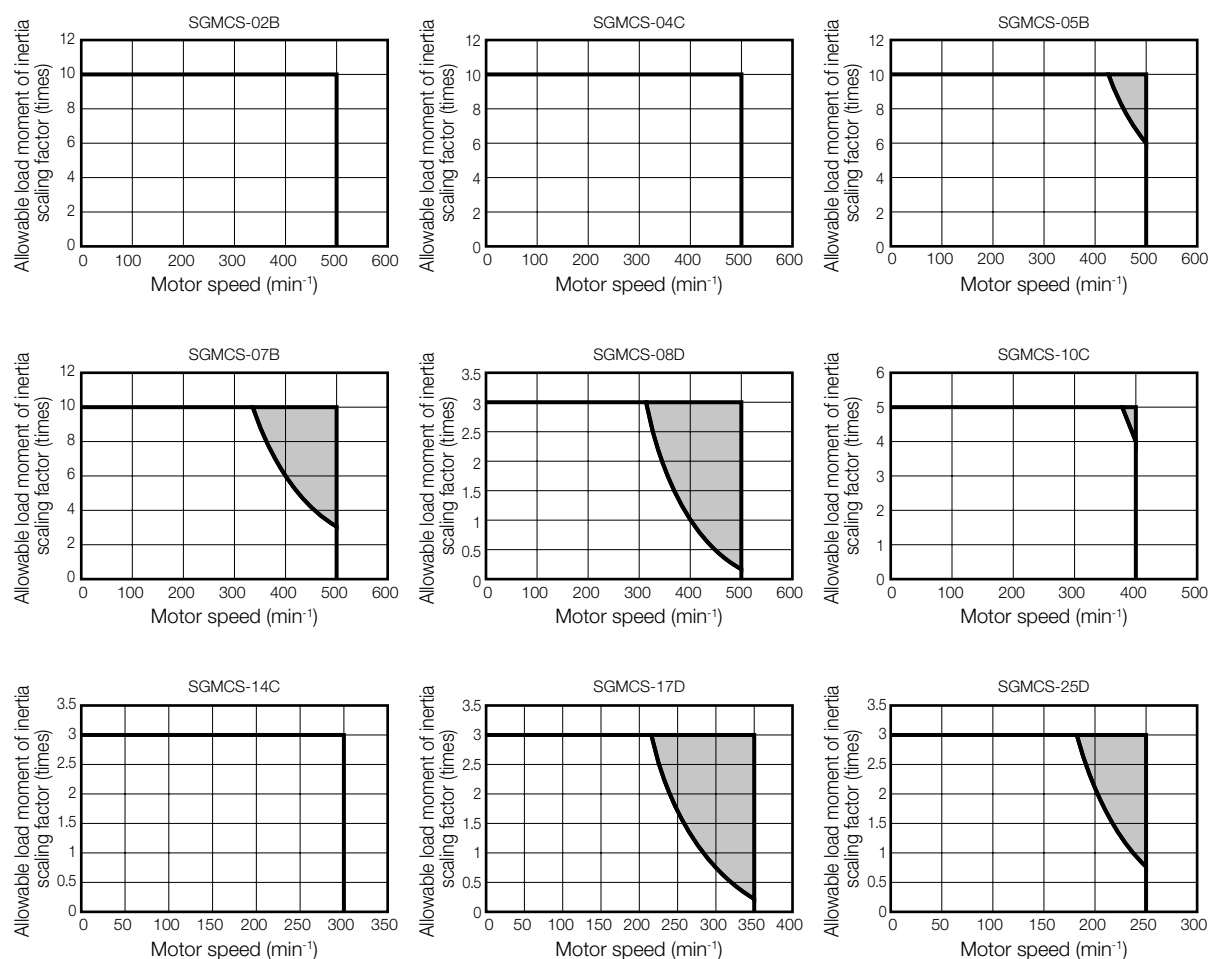 SGMCS-02B
Allowable load moment of inertia
scaling factor (times)
12
10
8
6
4
2
0
0 100 200 300 400 500 600
Motor speed (min-1)
SGMCS-04C
Allowable load moment of inertia
scaling factor (times)
12
10
8
6
4
2
0
0 100 200 300 400 500 600
Motor speed (min-1)
SGMCS-05B
Allowable load moment of inertia
scaling factor (times)
12
10
8
6
4
2
0
0 100 200 300 400 500 600
Motor speed (min-1)
SGMCS-07B
Allowable load moment of inertia
scaling factor (times)
12
10
8
6
4
2
0
0 100 200 300 400 500 600
Motor speed (min-1)
SGMCS-08D
Allowable load moment of inertia
scaling factor (times)
3.5
3
2.5
2
1.5
1
0.5
0
0 100 200 300 400 500 600
Motor speed (min-1)
SGMCS-10C
Allowable load moment of inertia
scaling factor (times)
6
5
4
3
2
1
0
0 100 200 300 400 500
Motor speed (min-1)
SGMCS-14C
Allowable load moment of inertia
scaling factor (times)
3.5
3
2.5
2
1.5
1
0.5
0
0 50 100 150 200 250 300 350
Motor speed (min-1)
SGMCS-17D
Allowable load moment of inertia
scaling factor (times)
3.5
3
2.5
2
1.5
1
0.5
0
0 50 100 150 200 250 300 350 400
Motor speed (min-1)
SGMCS-25D
Allowable load moment of inertia
scaling factor (times)
3.5
3
2.5
2
1.5
1
0.5
0
0 50 100 150 200 250 300
Motor speed (min-1)